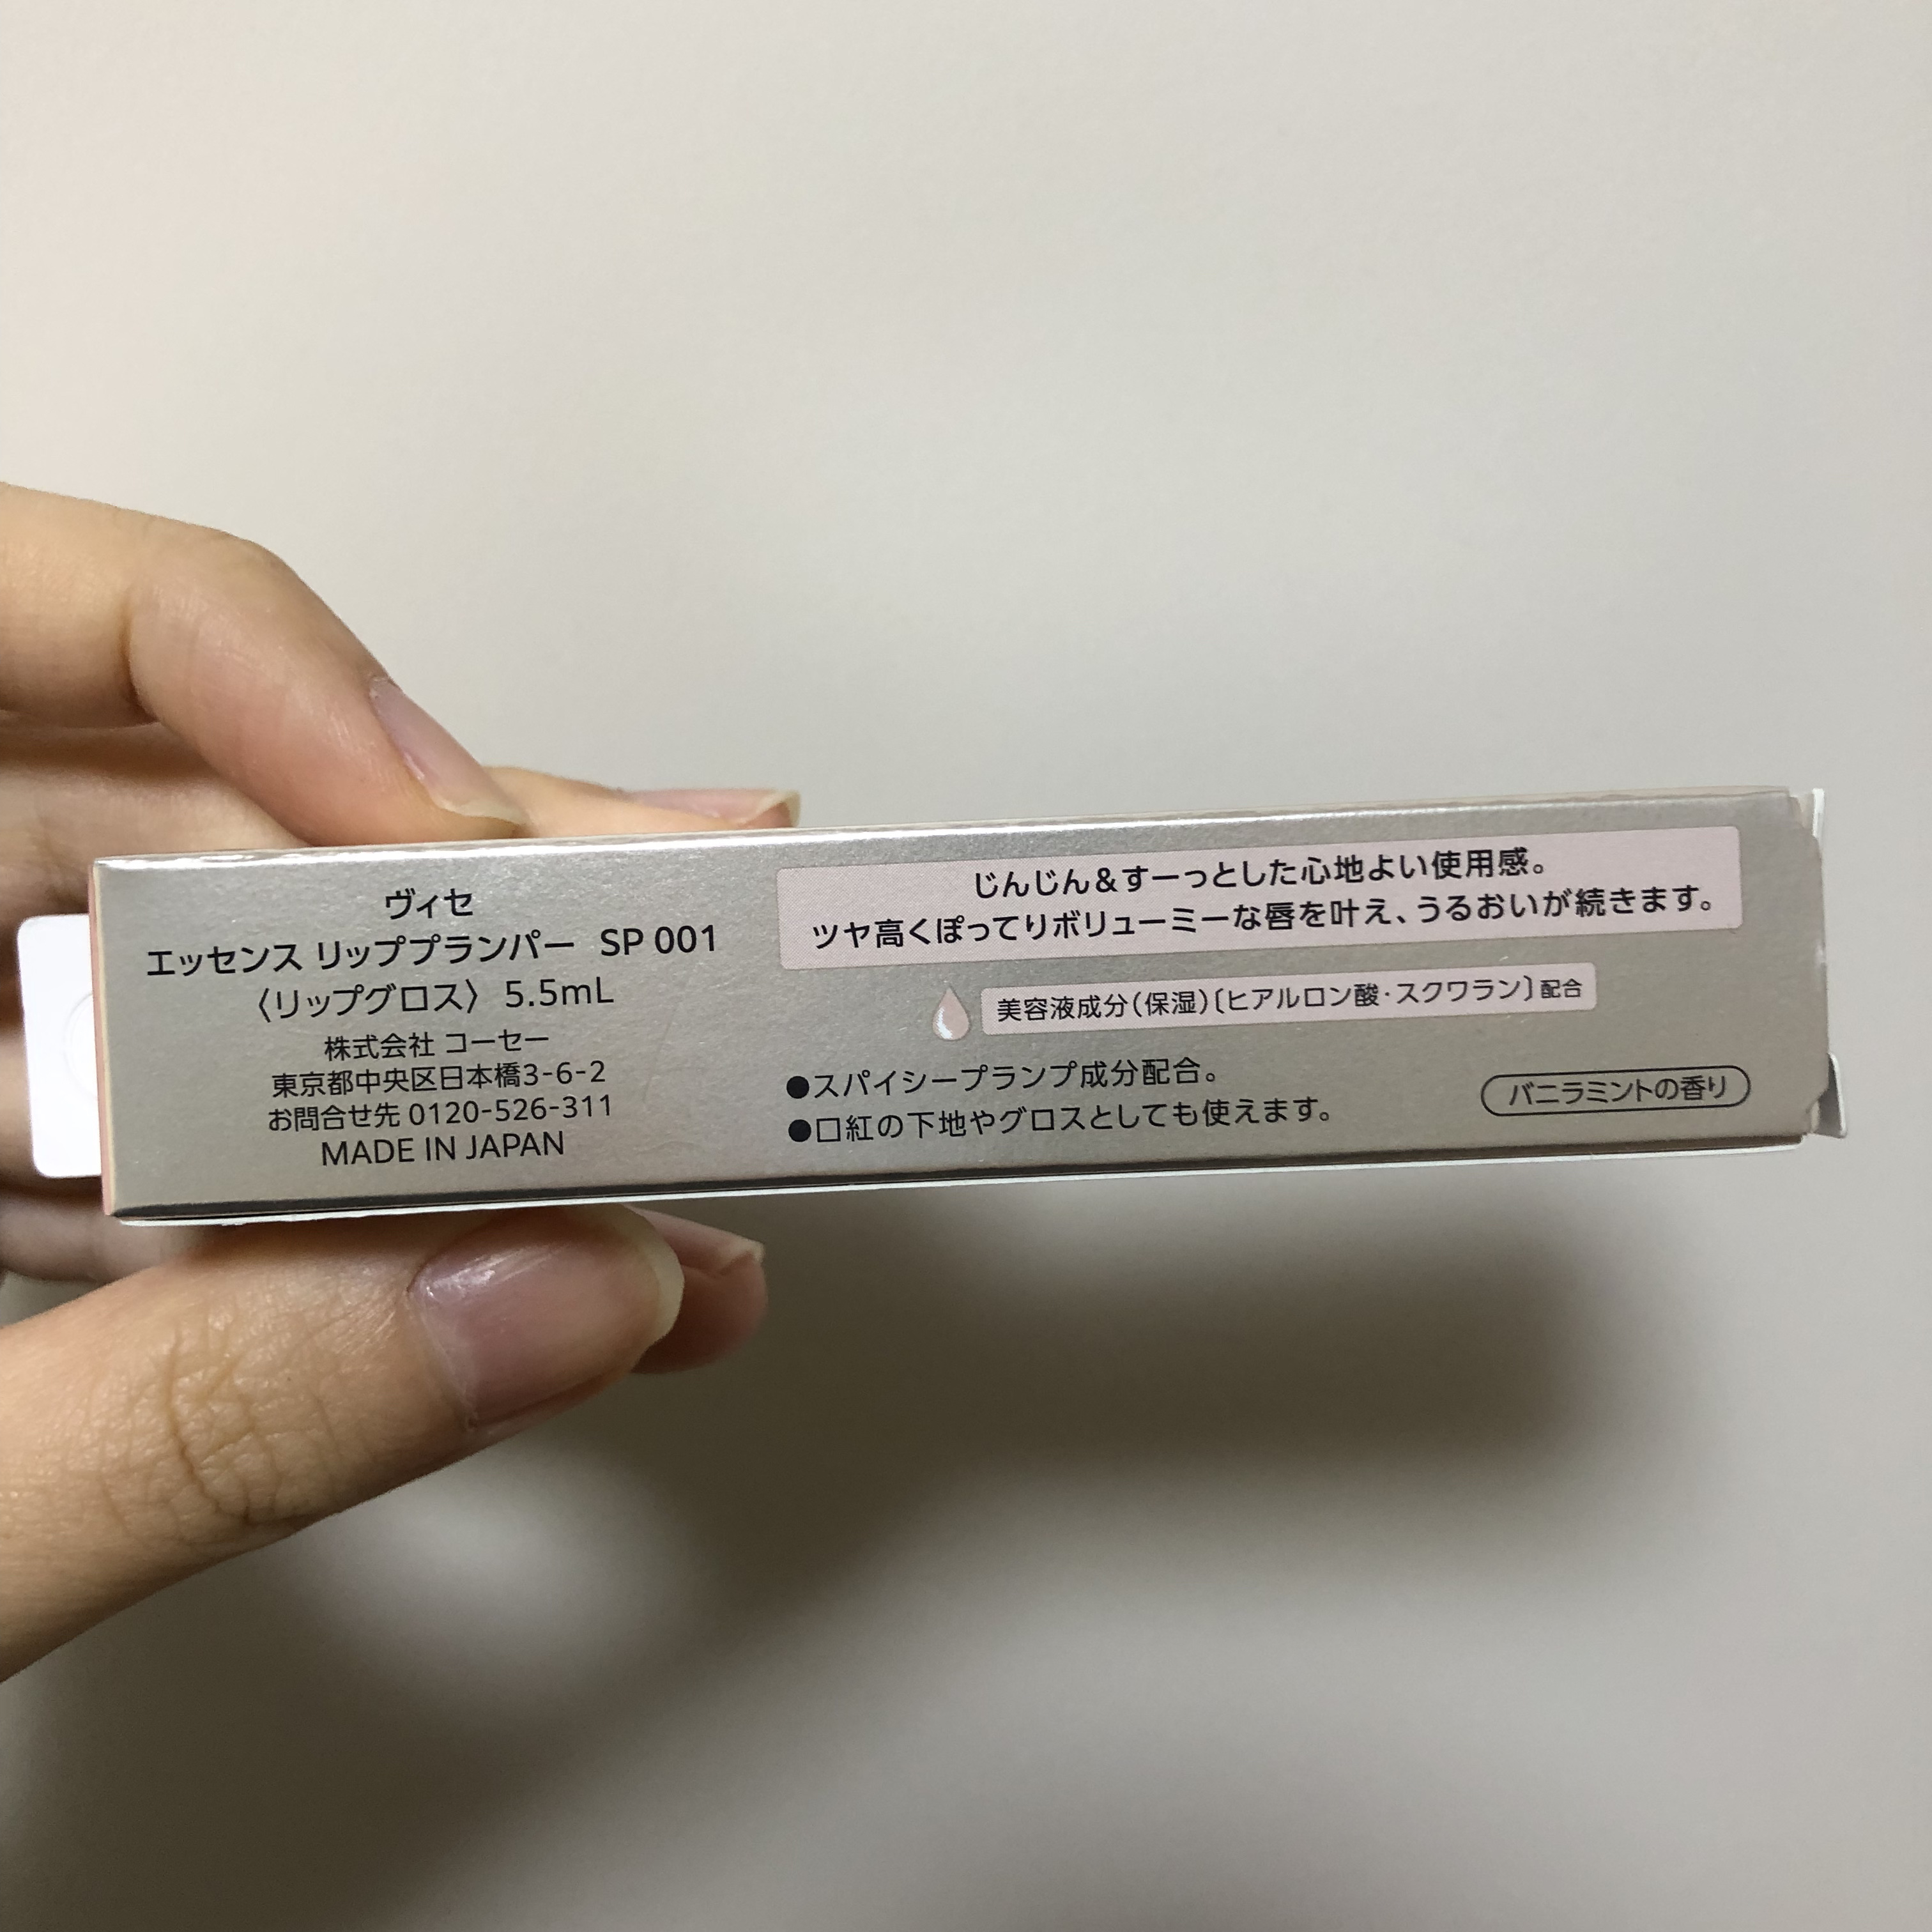 ヴィセ
エッセンス リッププランパー SP 001
〈リップグロス〉 5.5mL
株式会社 コーセー
東京都中央区日本橋3-6-2
お問合せ先 0120-526-311
MADE IN JAPAN
じんじん&すーっとした心地よい使用感。
ツヤ高くぽってりボリューミーな唇を叶え、うるおいが続きます。
美容液成分(保湿)〔ヒアルロン酸・スクワラン〕配合
●スパイシープランプ成分配合。
●口紅の下地やグロスとしても使えます。
バニラミントの香り